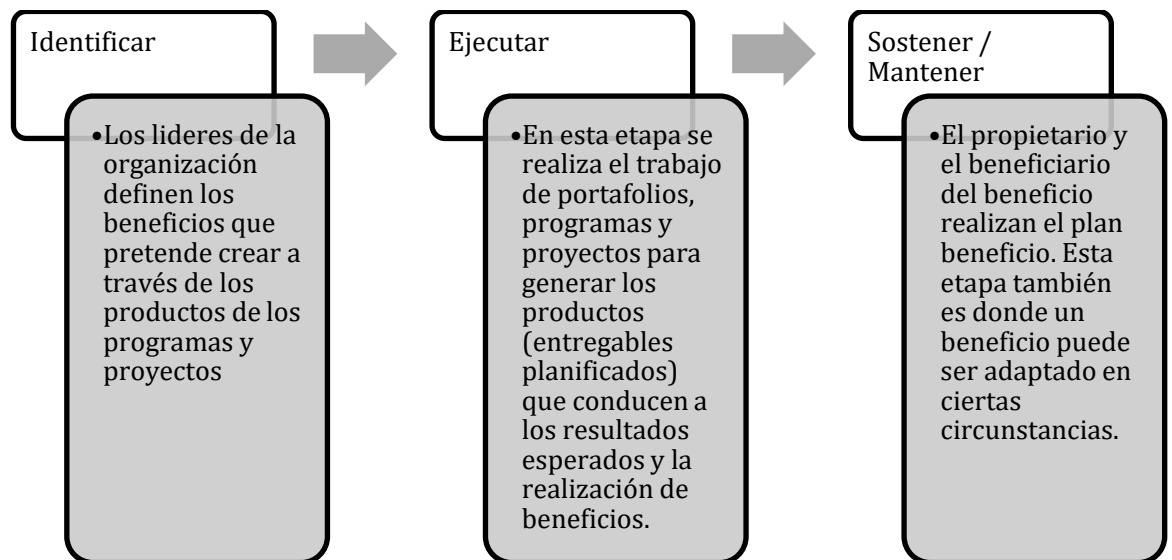 Identificar
•Los lideres de la
organización
definen los
beneficios que
pretende crear a
través de los
productos de los
programas y
proyectos
Ejecutar
•En esta etapa se
realiza el trabajo
de portafolios,
programas y
proyectos para
generar los
productos
(entregables
planificados)
que conducen a
los resultados
esperados y la
realización de
beneficios.
Sostener /
Mantener
•El propietario y
el beneficiario
del beneficio
realizan el plan
beneficio. Esta
etapa también
es donde un
beneficio puede
ser adaptado en
ciertas
circunstancias.